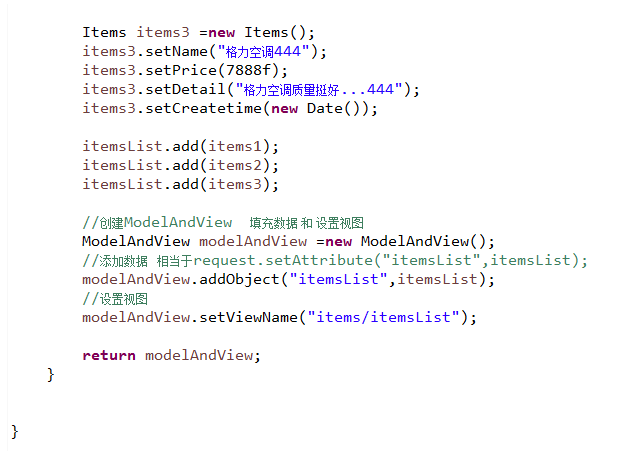 Items items3 =new Items();
items3.setName("格力空调444");
items3.setPrice(7888f);
items3.setDetail("格力空调质量挺好...444");
items3.setCreatetime(new Date());
itemsList.add(items1);
itemsList.add(items2);
itemsList.add(items3);
//创建ModelAndView  填充数据 和 设置视图
ModelAndView modelAndView =new ModelAndView();
//添加数据 相当于request.setAttribute("itemsList",itemsList);
modelAndView.addObject("itemsList",itemsList);
//设置视图
modelAndView.setViewName("items/itemsList");
return modelAndView;
}
}